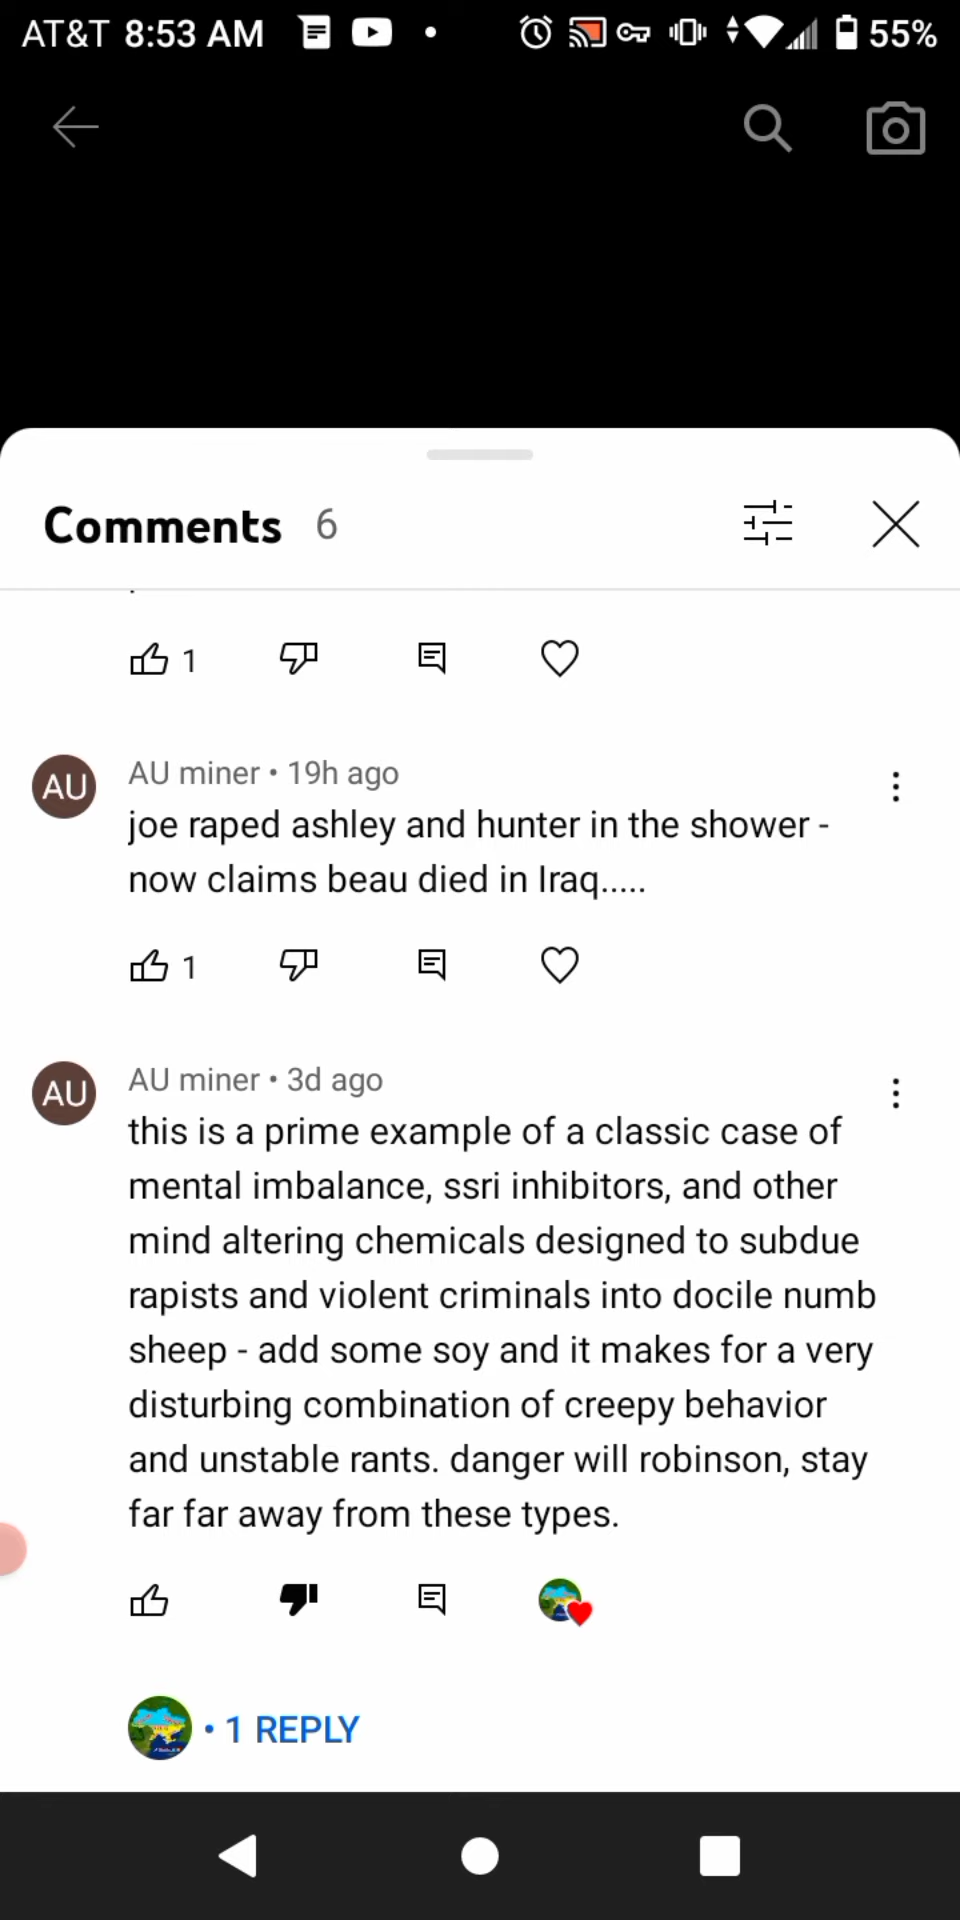 AT&T 8:53 AM 55%
Comments 6
1
AU
AU miner • 19h ago
joe raped ashley and hunter in the shower -
now claims beau died in Iraq.....
1
AU
AU miner • 3d ago
this is a prime example of a classic case of
mental imbalance, ssri inhibitors, and other
mind altering chemicals designed to subdue
rapists and violent criminals into docile numb
sheep - add some soy and it makes for a very
disturbing combination of creepy behavior
and unstable rants. danger will robinson, stay
far far away from these types.
• 1 REPLY